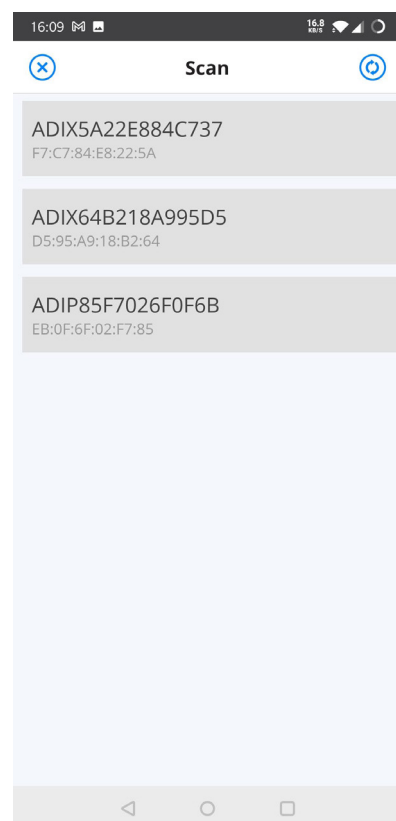 16:09
16.8
KB/S
Scan
ADIX5A22E884C737
F7:C7:84:E8:22:5A
ADIX64B218A995D5
D5:95:A9:18:B2:64
ADIP85F7026F0F6B
EB:0F:6F:02:F7:85